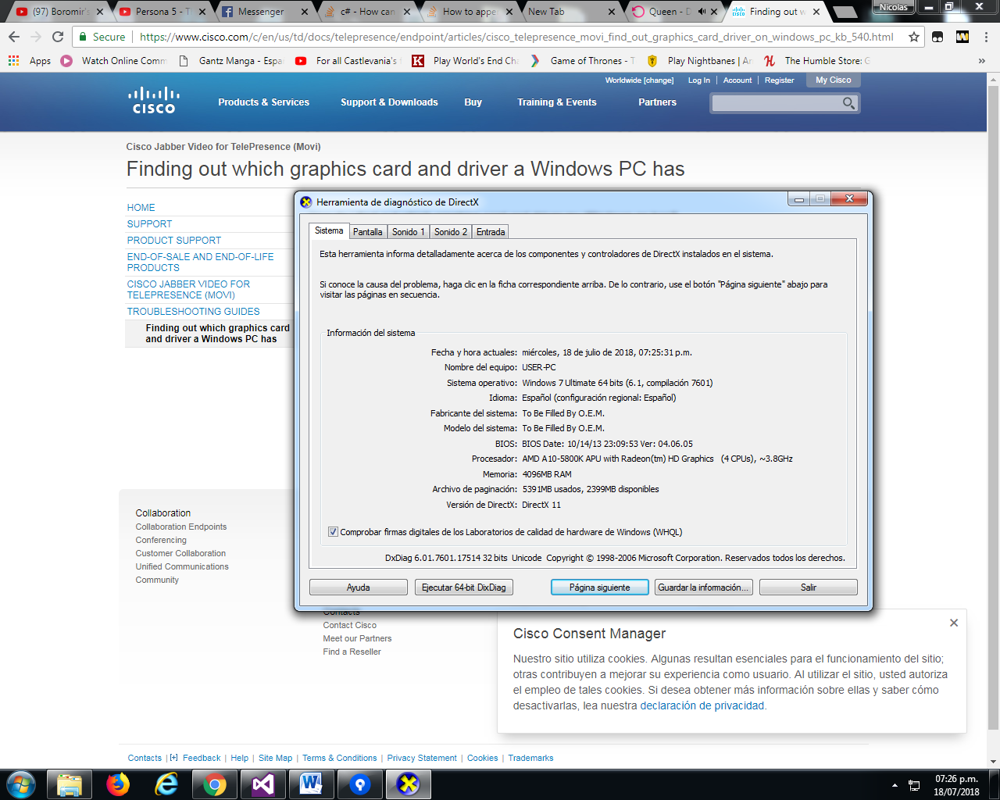 (97) Boromir's
Persona 5 - T
Messenger
c# - How can
How to appe
New Tab
Queen - D
Finding out w
Nicolas
Secure | https://www.cisco.com/c/en/us/td/docs/telepresence/endpoint/articles/cisco_telepresence_movi_find_out_graphics_card_driver_on_windows_pc_kb_540.html
Apps
Watch Online Comm
Gantz Manga - Espa
For all Castlevania's
Play World's End Cha
Game of Thrones - T
Play Nightbanes | A
The Humble Store: G
»
Worldwide [change] Log In | Account | Register | My Cisco
CISCO
Products & Services
Support & Downloads
Buy
Training & Events
Partners
Cisco Jabber Video for TelePresence (Movi)
Finding out which graphics card and driver a Windows PC has
HOME
SUPPORT
PRODUCT SUPPORT
END-OF-SALE AND END-OF-LIFE
PRODUCTS
CISCO JABBER VIDEO FOR
TELEPRESENCE (MOVI)
TROUBLESHOOTING GUIDES
Finding out which graphics card
and driver a Windows PC has
Herramienta de diagnóstico de DirectX
Sistema
Pantalla
Sonido 1
Sonido 2
Entrada
Esta herramienta informa detalladamente acerca de los componentes y controladores de DirectX instalados en el sistema.
Si conoce la causa del problema, haga clic en la ficha correspondiente arriba. De lo contrario, use el botón "Página siguiente" abajo para
visitar las páginas en secuencia.
Información del sistema
Fecha y hora actuales: miércoles, 18 de julio de 2018, 07:25:31 p.m.
Nombre del equipo: USER-PC
Sistema operativo: Windows 7 Ultimate 64 bits (6.1, compilación 7601)
Idioma: Español (configuración regional: Español)
Fabricante del sistema: To Be Filled By O.E.M.
Modelo del sistema: To Be Filled By O.E.M.
BIOS: BIOS Date: 10/14/13 23:09:53 Ver: 04.06.05
Procesador: AMD A10-5800K APU with Radeon(tm) HD Graphics (4 CPUs), ~3.8GHz
Memoria: 4096MB RAM
Archivo de paginación: 5391MB usados, 2399MB disponibles
Versión de DirectX: DirectX 11
Comprobar firmas digitales de los Laboratorios de calidad de hardware de Windows (WHQL)
DxDiag 6.01.7601.17514 32 bits Unicode Copyright © 1998-2006 Microsoft Corporation. Reservados todos los derechos.
Ayuda
Ejecutar 64-bit DixDiag
Página siguiente
Guardar la información...
Salir
Collaboration
Collaboration Endpoints
Conferencing
Customer Collaboration
Unified Communications
Community
Contacts
Contact Cisco
Meet our Partners
Find a Reseller
Cisco Consent Manager
Nuestro sitio utiliza cookies. Algunas resultan esenciales para el funcionamiento del sitio;
otras contribuyen a mejorar su experiencia como usuario. Al utilizar el sitio, usted autoriza
el empleo de tales cookies. Si desea obtener más información sobre ellas y saber cómo
desactivarlas, lea nuestra declaración de privacidad.
Contacts | [+] Feedback | Help | Site Map | Terms & Conditions | Privacy Statement | Cookies | Trademarks
07:26 p.m.
18/07/2018